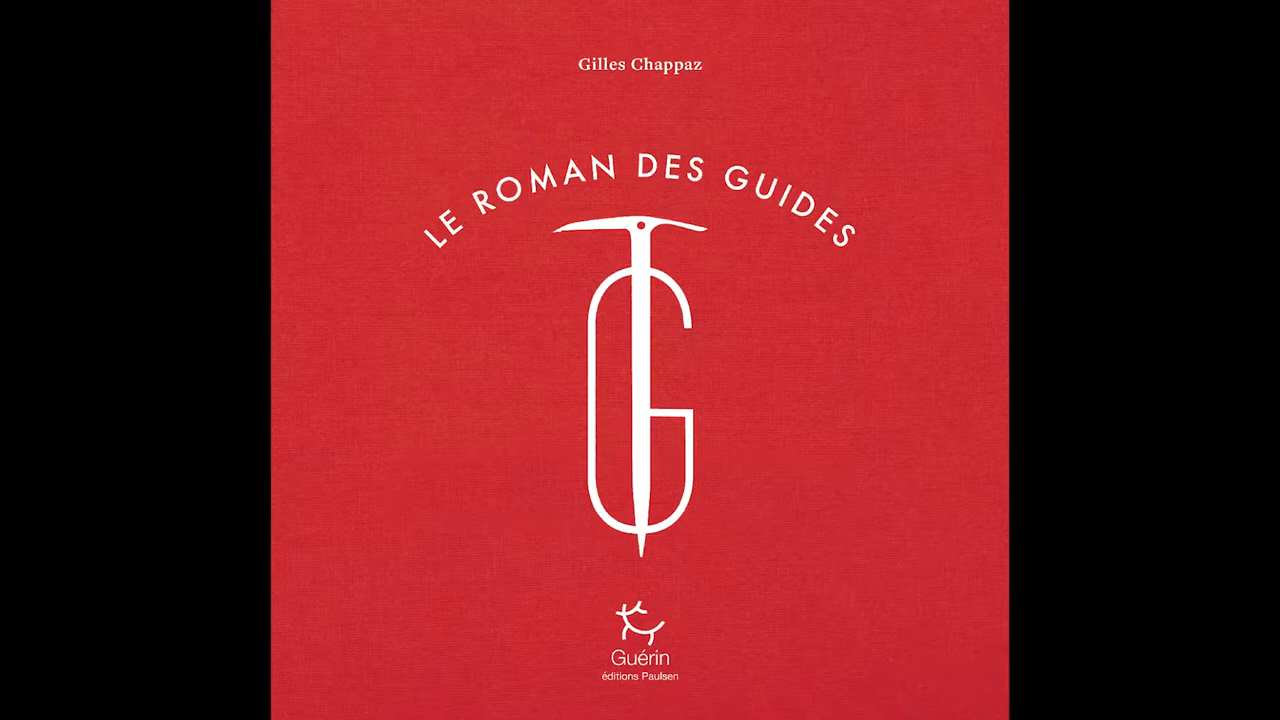 Gilles Chappaz
LE ROMAN DES GUIDES
G
Guérin
éditions Paulsen